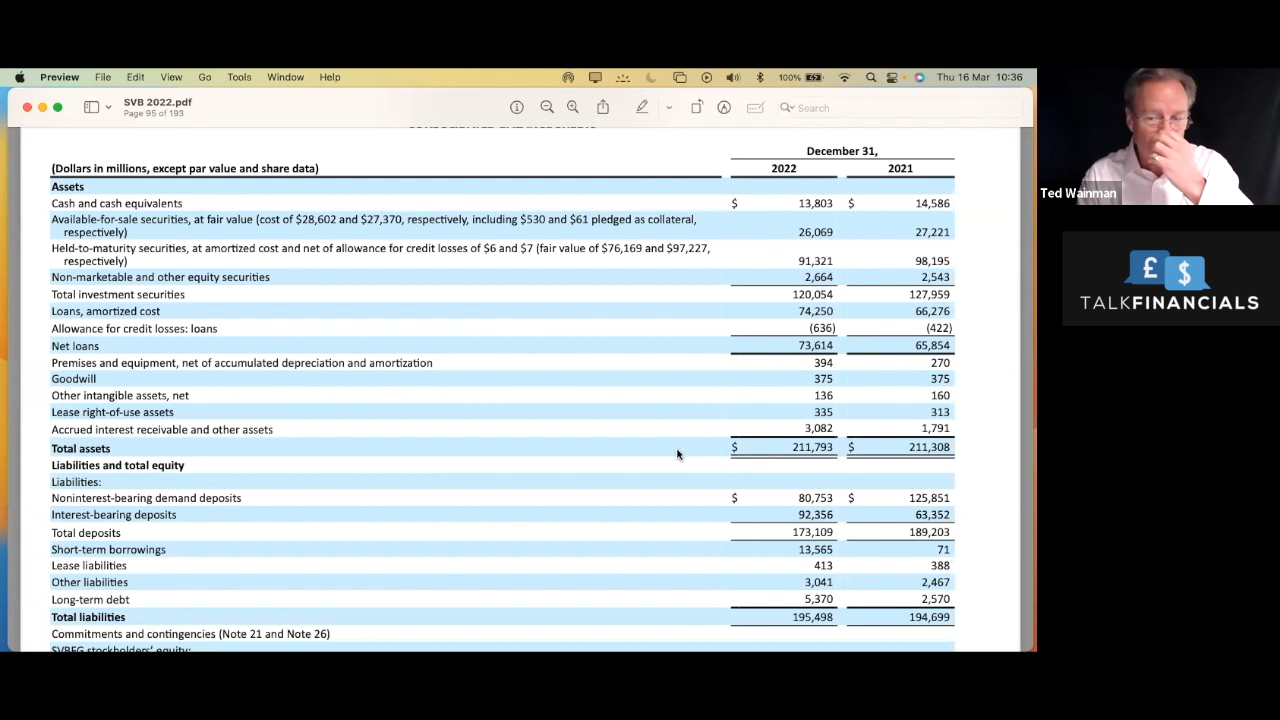 Preview File Edit View Go Tools Window Help 100% Thu 16 Mar 10:36
SVB 2022.pdf
Page 95 of 193
Search
December 31,
(Dollars in millions, except par value and share data) 2022 2021
Assets
Cash and cash equivalents $ 13,803 $ 14,586
Available-for-sale securities, at fair value (cost of $28,602 and $27,370, respectively, including $530 and $61 pledged as collateral,
respectively) 26,069 27,221
Held-to-maturity securities, at amortized cost and net of allowance for credit losses of $6 and $7 (fair value of $76,169 and $97,227,
respectively) 91,321 98,195
Non-marketable and other equity securities 2,664 2,543
Total investment securities 120,054 127,959
Loans, amortized cost 74,250 66,276
Allowance for credit losses: loans (636) (422)
Net loans 73,614 65,854
Premises and equipment, net of accumulated depreciation and amortization 394 270
Goodwill 375 375
Other intangible assets, net 136 160
Lease right-of-use assets 335 313
Accrued interest receivable and other assets 3,082 1,791
Total assets $ 211,793 $ 211,308
Liabilities and total equity
Liabilities:
Noninterest-bearing demand deposits $ 80,753 $ 125,851
Interest-bearing deposits 92,356 63,352
Total deposits 173,109 189,203
Short-term borrowings 13,565 71
Lease liabilities 413 388
Other liabilities 3,041 2,467
Long-term debt 5,370 2,570
Total liabilities 195,498 194,699
Commitments and contingencies (Note 21 and Note 26)
SVBFG stockholders' equity:
Ted Wainman
£ $
TALKFINANCIALS